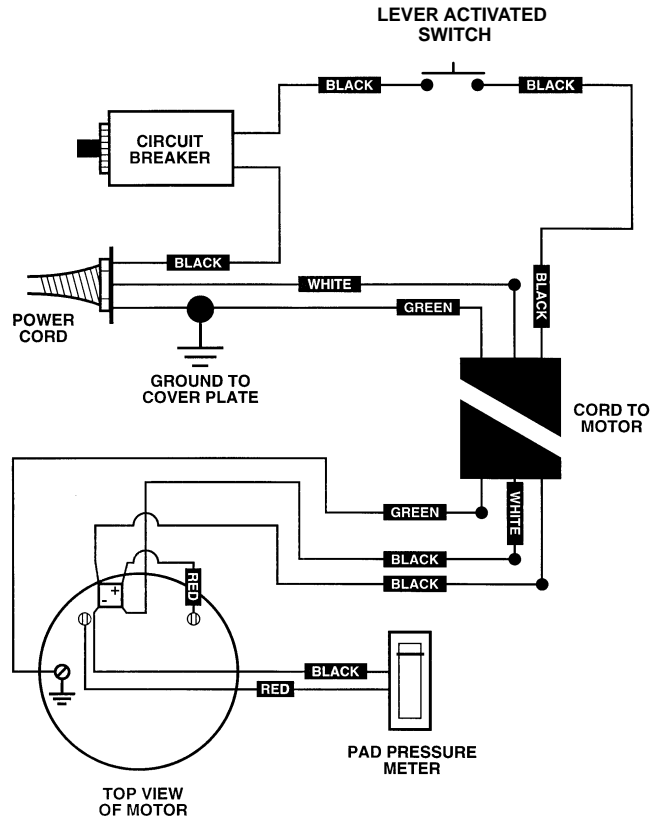 LEVER ACTIVATED
SWITCH
BLACK
BLACK
CIRCUIT
BREAKER
BLACK
WHITE
BLACK
GREEN
POWER
CORD
GROUND TO
COVER PLATE
CORD TO
MOTOR
GREEN
WHITE
BLACK
BLACK
RED
+
-
BLACK
RED
PAD PRESSURE
METER
TOP VIEW
OF MOTOR